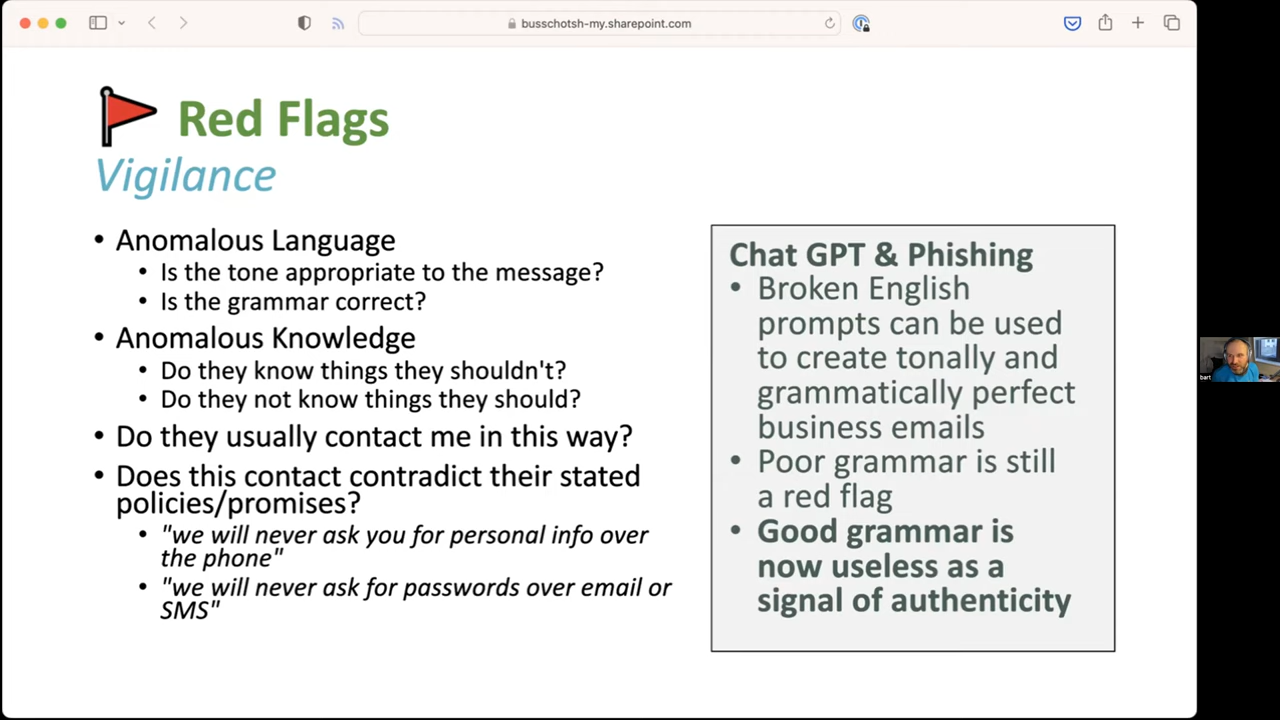 busschotsh-my.sharepoint.com
Red Flags
Vigilance
• Anomalous Language
• Is the tone appropriate to the message?
• Is the grammar correct?
• Anomalous Knowledge
• Do they know things they shouldn't?
• Do they not know things they should?
• Do they usually contact me in this way?
• Does this contact contradict their stated
policies/promises?
• "we will never ask you for personal info over
the phone"
• "we will never ask for passwords over email or
SMS"
Chat GPT & Phishing
• Broken English
prompts can be used
to create tonally and
grammatically perfect
business emails
• Poor grammar is still
a red flag
• Good grammar is
now useless as a
signal of authenticity
bart